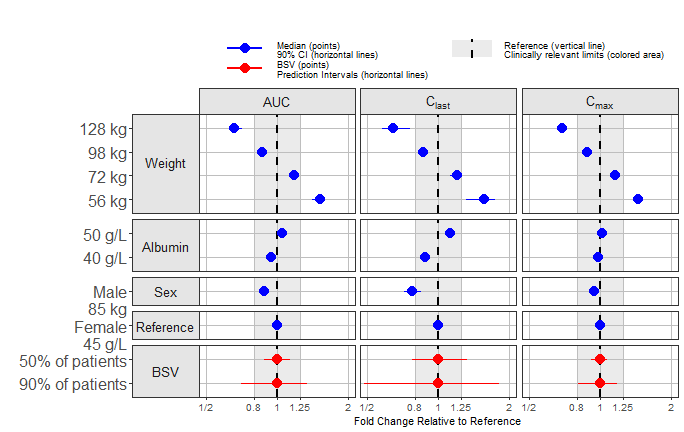 Median (points)
90% CI (horizontal lines)
BSV (points)
Prediction Intervals (horizontal lines)
Reference (vertical line)
Clinically relevant limits (colored area)
AUC
Clast
Cmax
128 kg
98 kg
72 kg
56 kg
Weight
50 g/L
40 g/L
Albumin
Male
Sex
85 kg
Female
45 g/L
Reference
50% of patients
90% of patients
BSV
1/2 0.8 1 1.25 2 1/2 0.8 1 1.25 2 1/2 0.8 1 1.25 2
Fold Change Relative to Reference